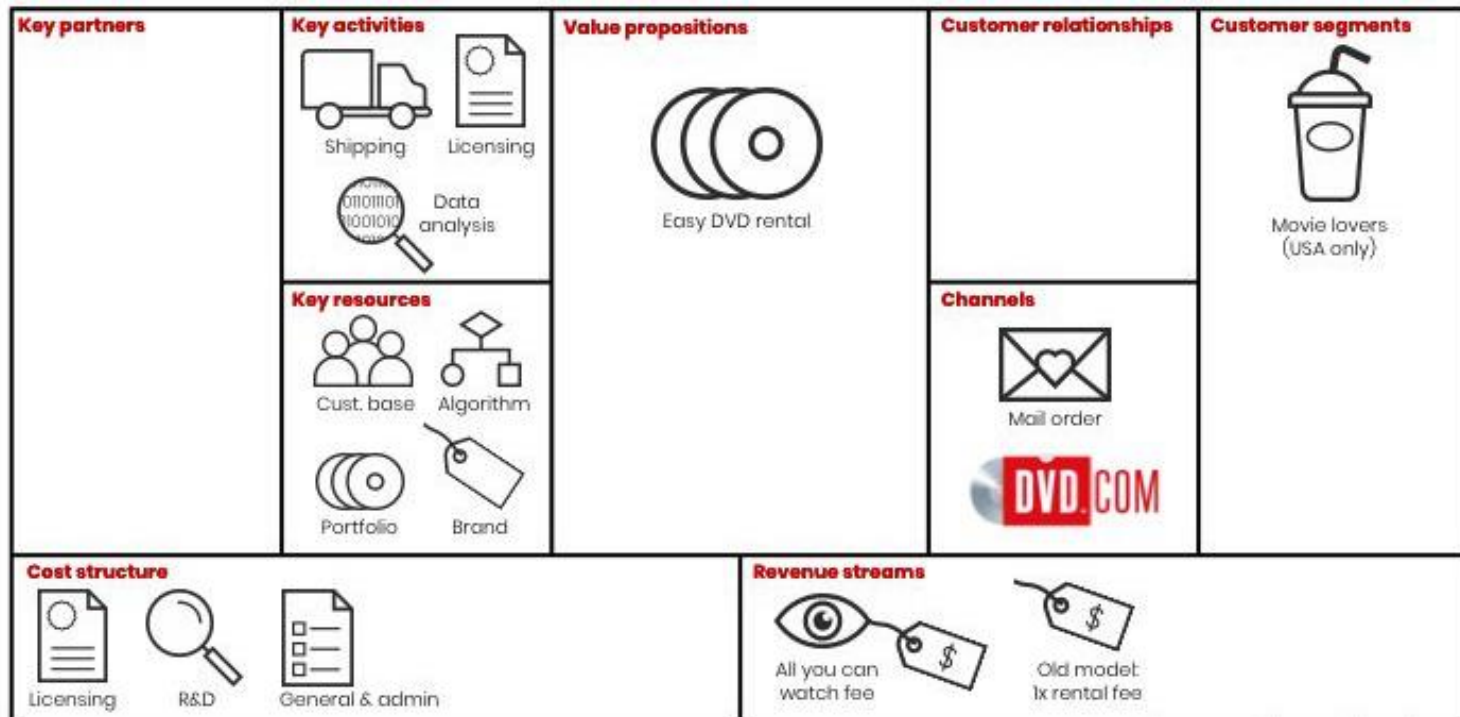 Key partners
Key activities
Shipping
Licensing
Data
analysis
Key resources
Cust. base
Algorithm
Portfolio
Brand
Value propositions
Easy DVD rental
Customer relationships
Channels
Mail order
DVD.COM
Customer segments
Movie lovers
(USA only)
Cost structure
Licensing
R&D
General & admin
Revenue streams
$
All you can
watch fee
$
Old model:
1x rental fee